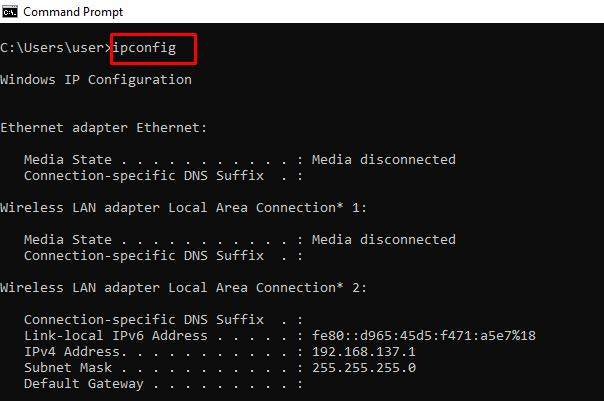 Command Prompt
C:\Users\user>ipconfig
Windows IP Configuration
Ethernet adapter Ethernet:
Media State . . . . . . . . . . . : Media disconnected
Connection-specific DNS Suffix  . :
Wireless LAN adapter Local Area Connection* 1:
Media State . . . . . . . . . . . : Media disconnected
Connection-specific DNS Suffix  . :
Wireless LAN adapter Local Area Connection* 2:
Connection-specific DNS Suffix  . :
Link-local IPv6 Address . . . . . : fe80::d965:45d5:f471:a5e7%18
IPv4 Address. . . . . . . . . . . : 192.168.137.1
Subnet Mask . . . . . . . . . . . : 255.255.255.0
Default Gateway . . . . . . . . . :